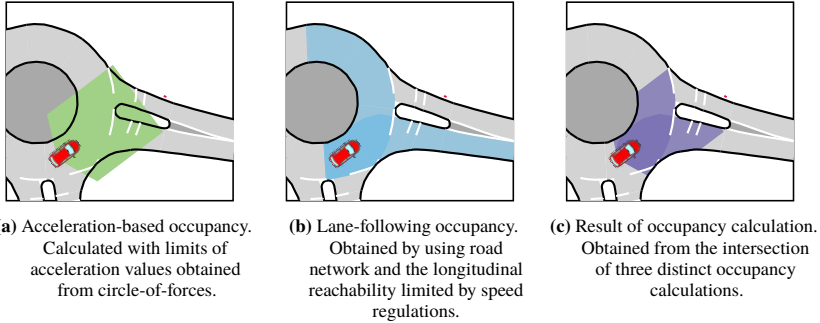 a) Acceleration-based occupancy.
Calculated with limits of
acceleration values obtained
from circle-of-forces.
(b) Lane-following occupancy.
Obtained by using road
network and the longitudinal
reachability limited by speed
regulations.
(c) Result of occupancy calculation.
Obtained from the intersection
of three distinct occupancy
calculations.